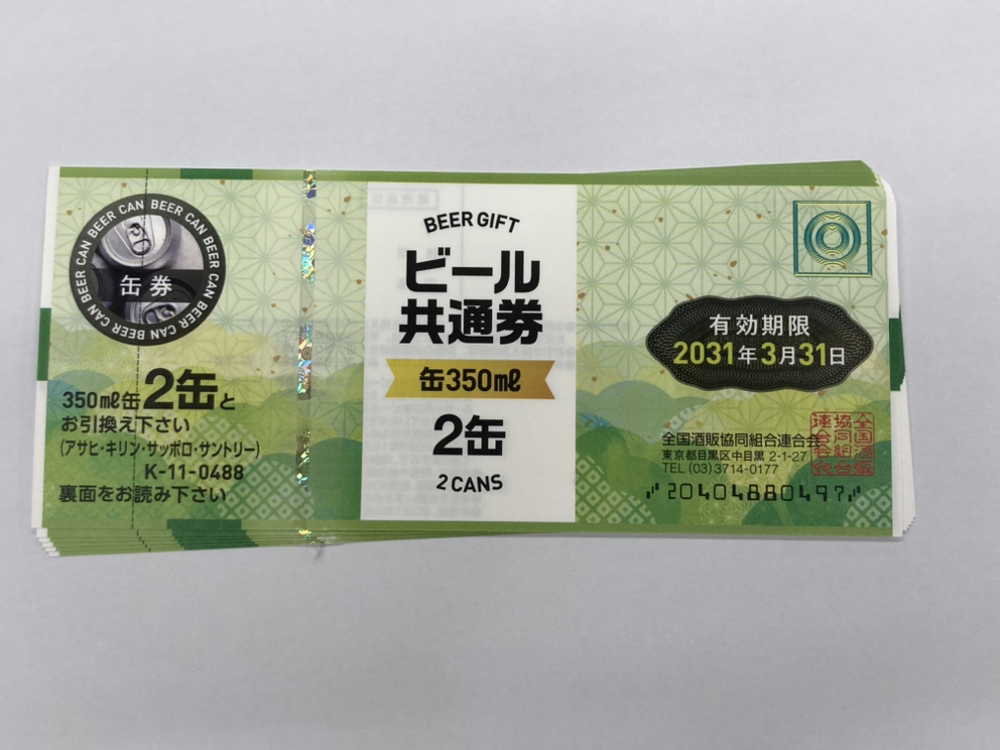 BEER CAN BEER CAN BEER CAN BEER CAN BEER CAN
缶券
350㎖缶2缶と
お引換え下さい
(アサヒ・キリン・サッポロ・サントリー)
K-11-0488
裏面をお読み下さい
BEER GIFT
ビール
共通券
缶350㎖
2缶
2 CANS
有効期限
2031年3月31日
全国酒販協同組合連合会
東京都目黒区中目黒 2-1-27
TEL (03)3714-0177
20404880497